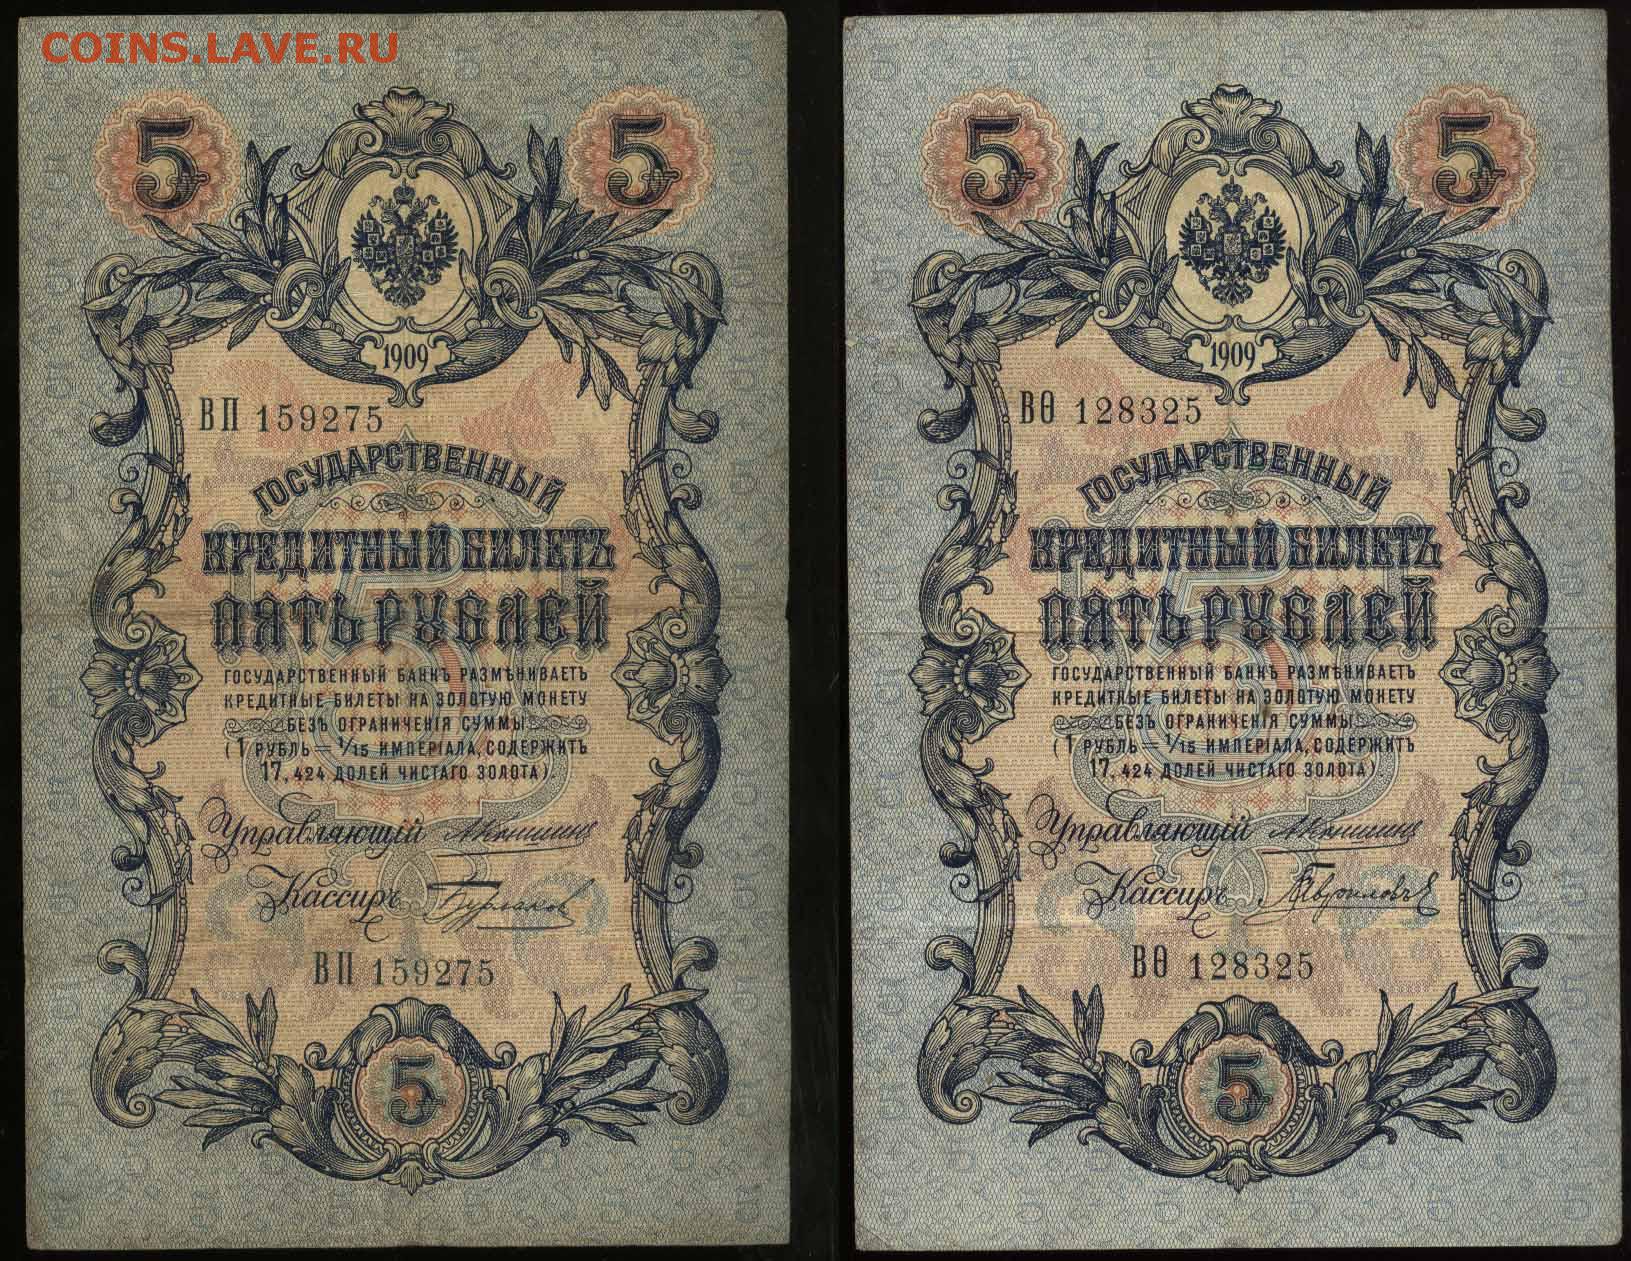 COINS.LAVE.RU
5 5
1909
ВП 159275
ГОСУДАРСТВЕННЫЙ
КРЕДИТНЫЙ БИЛЕТЪ
ПЯТЬ РУБЛЕЙ
ГОСУДАРСТВЕННЫЙ БАНКЪ РАЗМѢНИВАЕТЪ
КРЕДИТНЫЕ БИЛЕТЫ НА ЗОЛОТУЮ МОНЕТУ
БЕЗЪ ОГРАНИЧЕНІЯ СУММЫ
(1 РУБЛЬ = 1/15 ИМПЕРІАЛА, СОДЕРЖИТЪ
17,424 ДОЛЕЙ ЧИСТАГО ЗОЛОТА).
Управляющій АКоншинъ
Кассиръ Бурлаковъ
ВП 159275
5
5 5
1909
ВѲ 128325
ГОСУДАРСТВЕННЫЙ
КРЕДИТНЫЙ БИЛЕТЪ
ПЯТЬ РУБЛЕЙ
ГОСУДАРСТВЕННЫЙ БАНКЪ РАЗМѢНИВАЕТЪ
КРЕДИТНЫЕ БИЛЕТЫ НА ЗОЛОТУЮ МОНЕТУ
БЕЗЪ ОГРАНИЧЕНІЯ СУММЫ
(1 РУБЛЬ = 1/15 ИМПЕРІАЛА, СОДЕРЖИТЪ
17,424 ДОЛЕЙ ЧИСТАГО ЗОЛОТА).
Управляющій АКоншинъ
Кассиръ Гавриловъ
ВѲ 128325
5